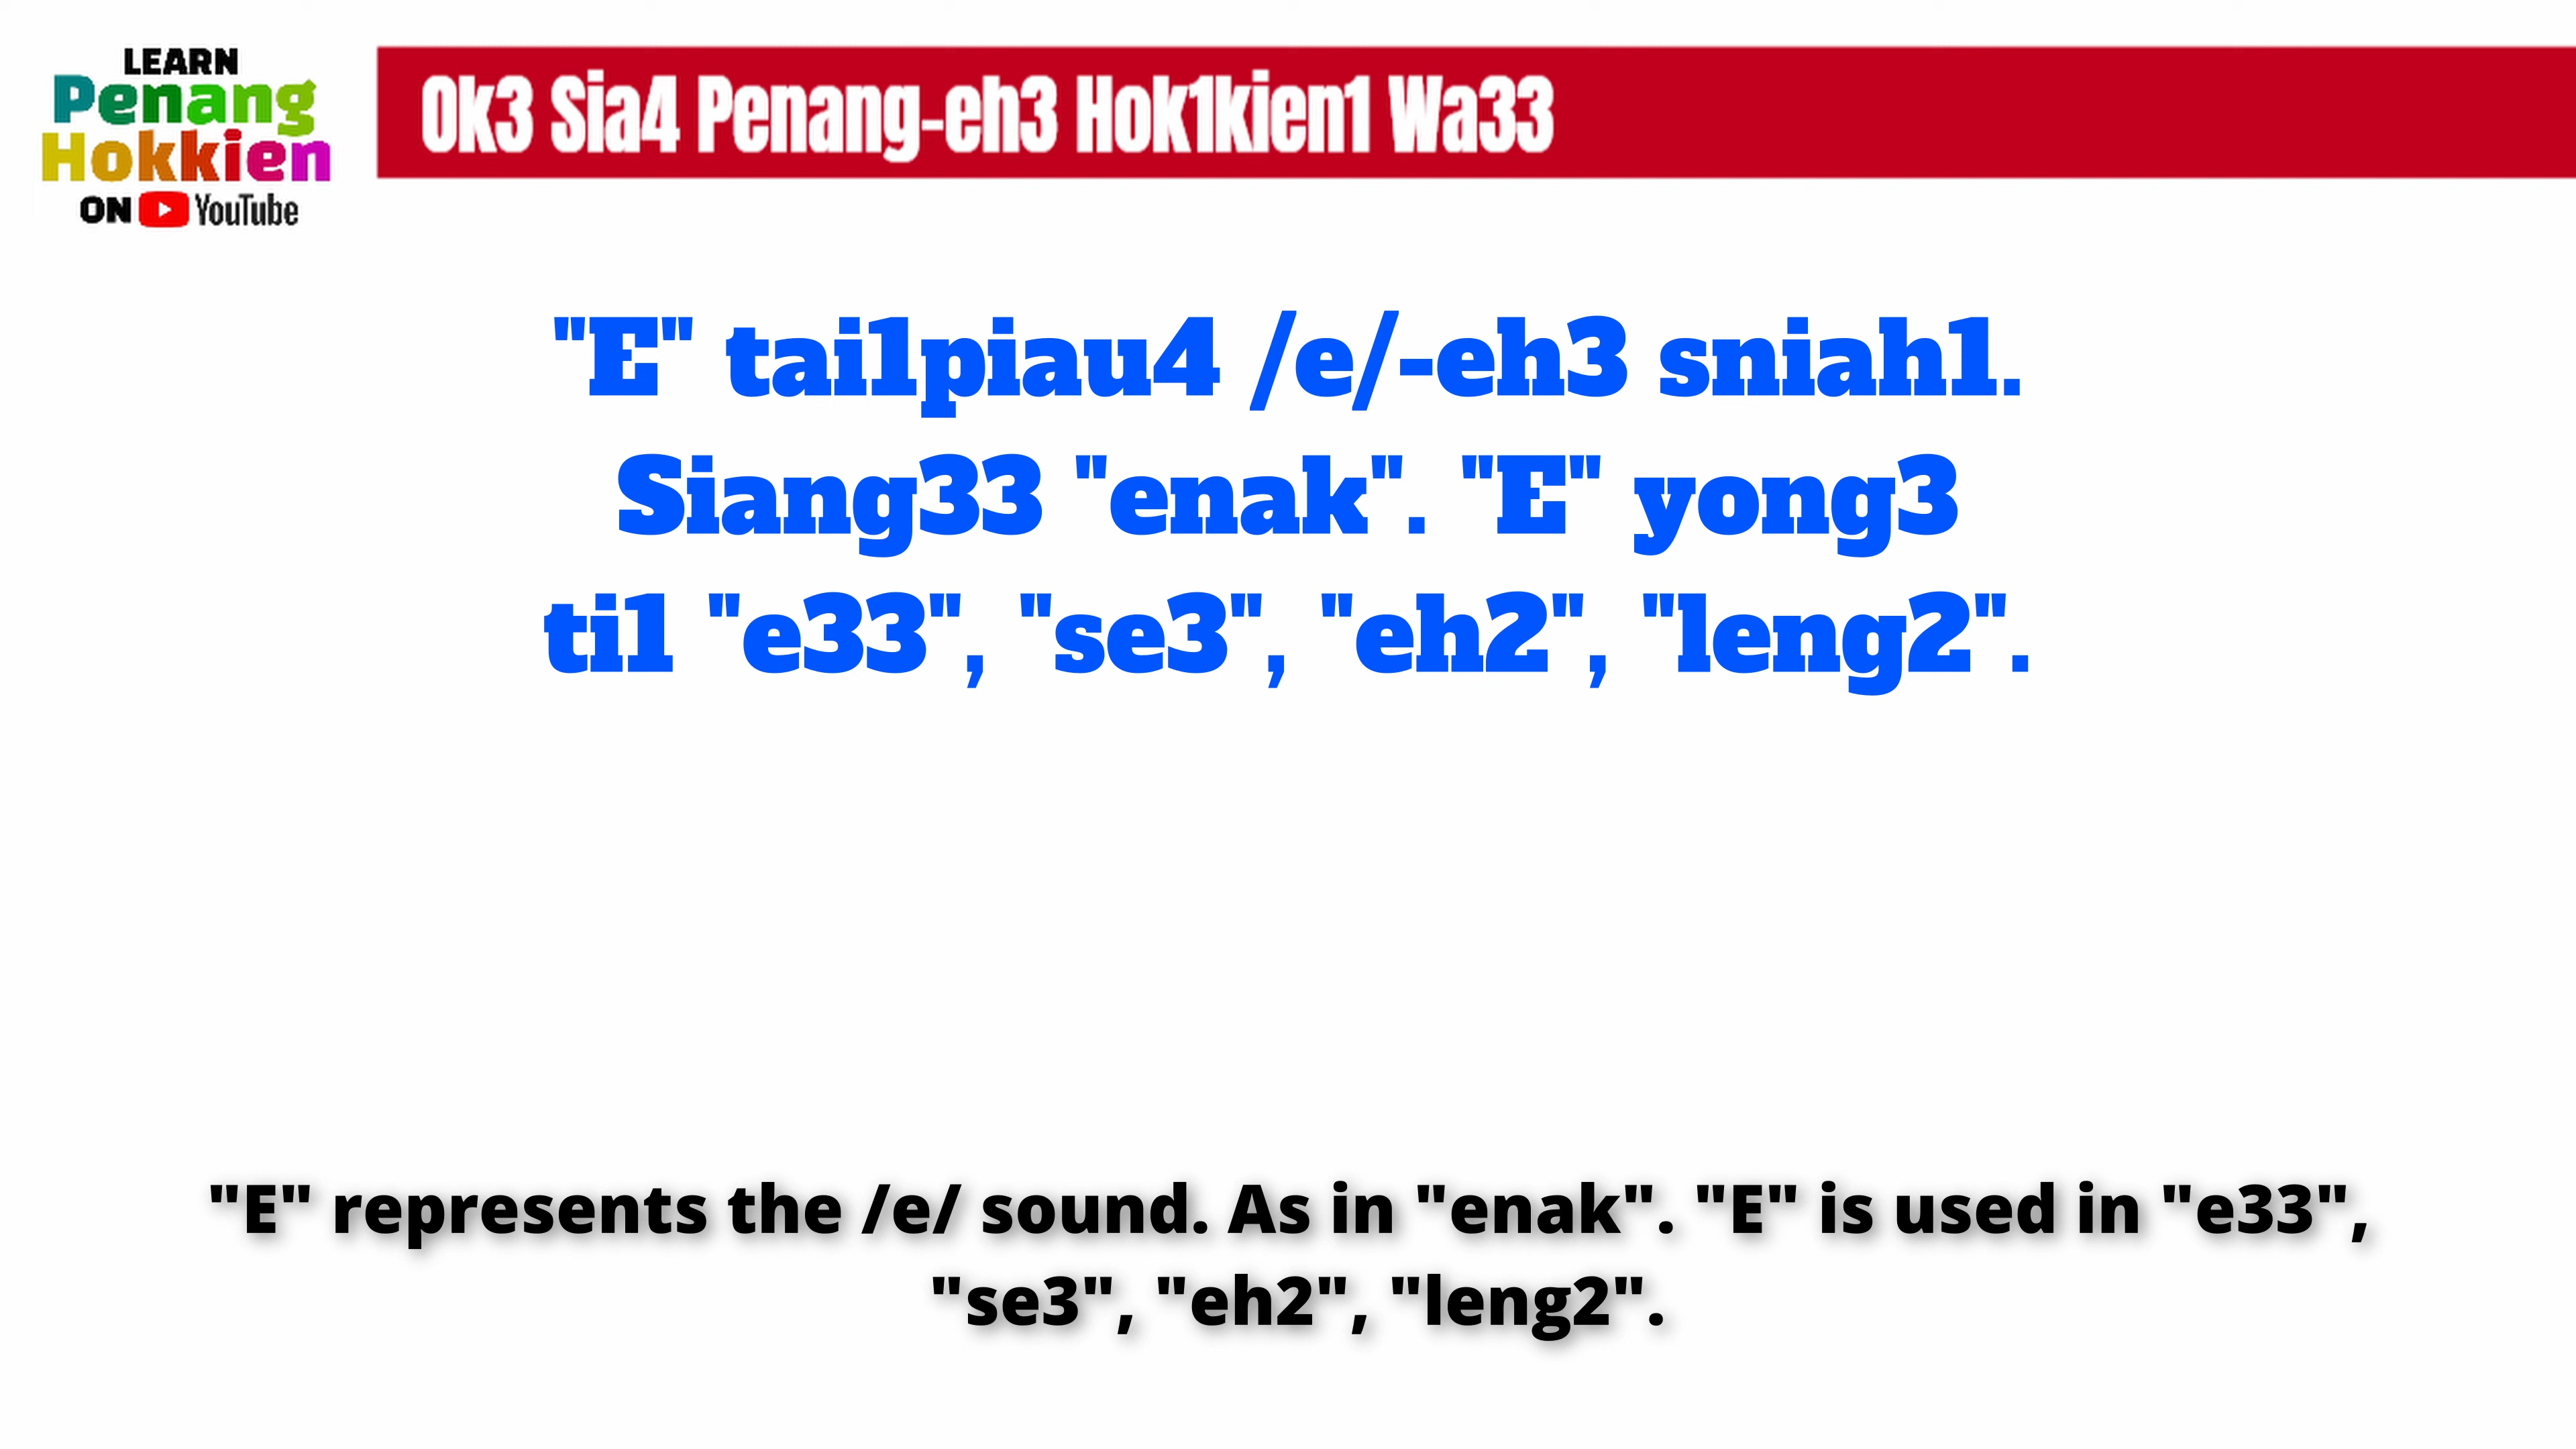 LEARN
Penang
Hokkien
ON YouTube
Ok3 Sia4 Penang-eh3 Hok1kien1 Wa33
"E" tai1piau4 /e/-eh3 sniah1.
Siang33 "enak". "E" yong3
ti1 "e33", "se3", "eh2", "leng2".
"E" represents the /e/ sound. As in "enak". "E" is used in "e33",
"se3", "eh2", "leng2".